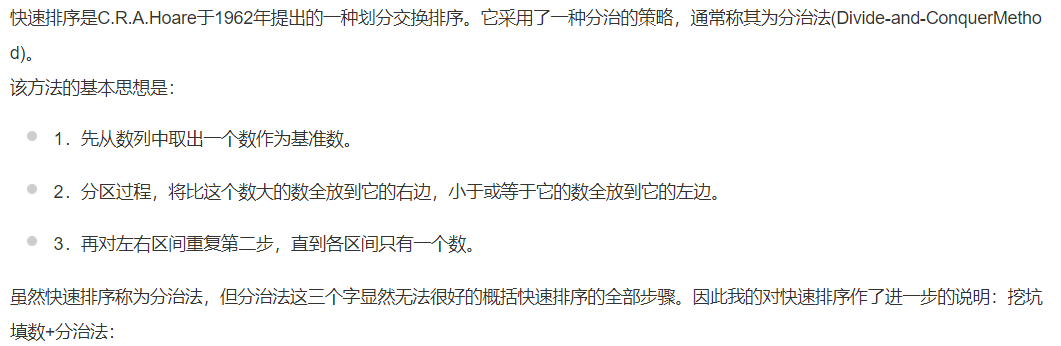 快速排序是C.R.A.Hoare于1962年提出的一种划分交换排序。它采用了一种分治的策略，通常称其为分治法(Divide-and-ConquerMetho
d)。
该方法的基本思想是：
1．先从数列中取出一个数作为基准数。
2．分区过程，将比这个数大的数全放到它的右边，小于或等于它的数全放到它的左边。
3．再对左右区间重复第二步，直到各区间只有一个数。
虽然快速排序称为分治法，但分治法这三个字显然无法很好的概括快速排序的全部步骤。因此我的对快速排序作了进一步的说明：挖坑
填数+分治法：